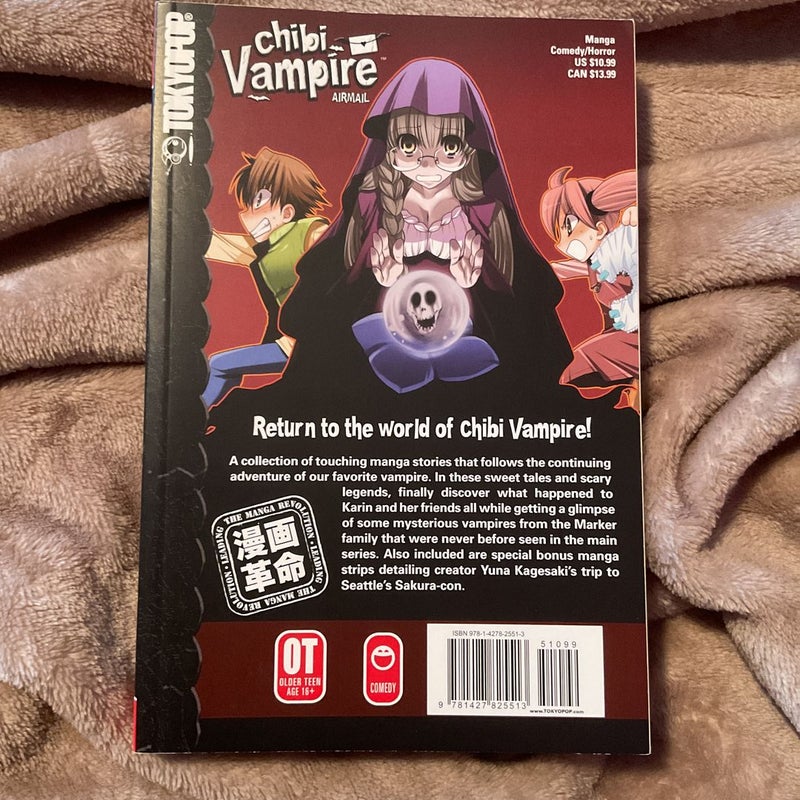 TOKYOPOP®
chibi
Vampire™
AIRMAIL
Manga
Comedy/Horror
US $10.99
CAN $13.99
Return to the world of Chibi Vampire!
A collection of touching manga stories that follows the continuing
adventure of our favorite vampire. In these sweet tales and scary
legends, finally discover what happened to
Karin and her friends all while getting a glimpse
of some mysterious vampires from the Marker
family that were never before seen in the main
series. Also included are special bonus manga
strips detailing creator Yuna Kagesaki's trip to
Seattle's Sakura-con.
LEADING THE MANGA REVOLUTION • LEADING THE MANGA REVOLUTION •
漫画
革命
OT
OLDER TEEN
AGE 16+
COMEDY
ISBN 978-1-4278-2551-3
51099
9 781427 825513
www.TOKYOPOP.com